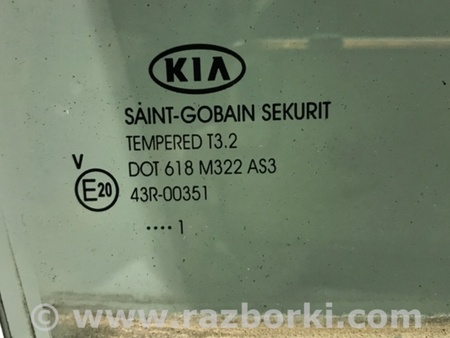 KIA
SAINT-GOBAIN SEKURIT
TEMPERED T3.2
DOT 618 M322 AS3
V
E20
43R-00351
.... 1
© www.razborki.com